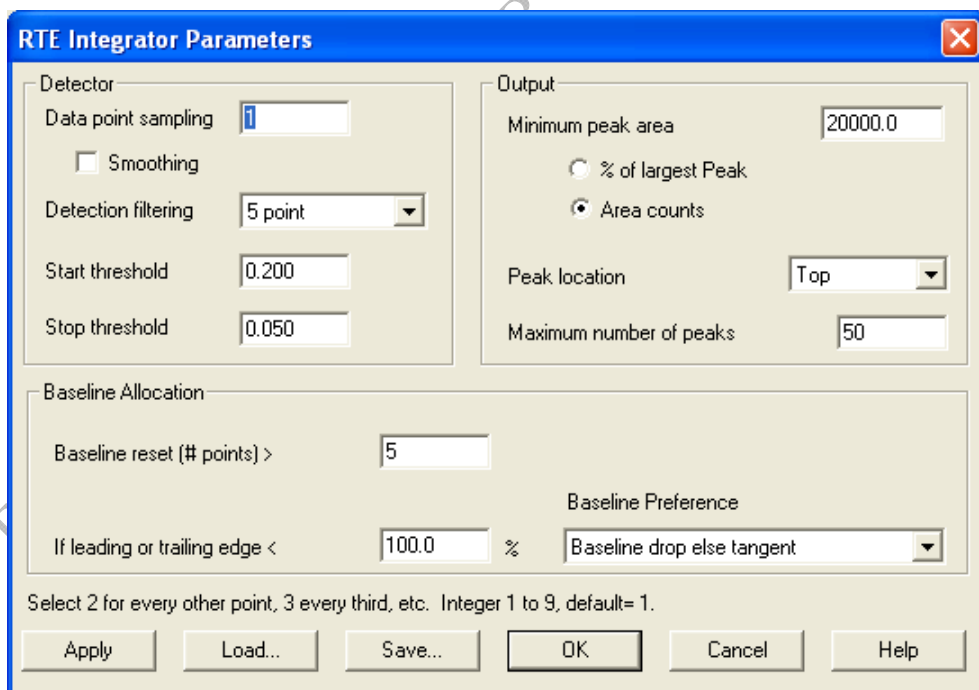 RTE Integrator Parameters
Detector
Data point sampling 1
Smoothing
Detection filtering 5 point
Start threshold 0.200
Stop threshold 0.050
Output
Minimum peak area 20000.0
% of largest Peak
Area counts
Peak location Top
Maximum number of peaks 50
Baseline Allocation
Baseline reset (# points) > 5
Baseline Preference
If leading or trailing edge < 100.0 % Baseline drop else tangent
Select 2 for every other point, 3 every third, etc. Integer 1 to 9, default= 1.
Apply Load... Save... OK Cancel Help